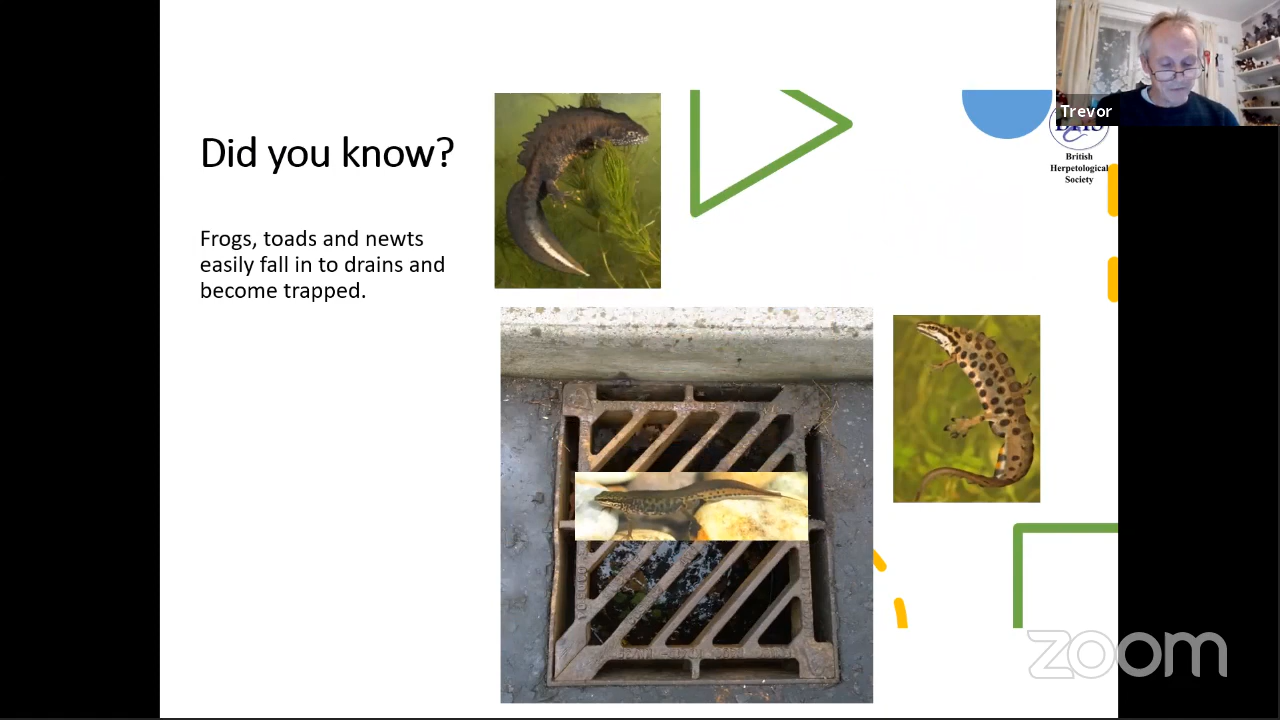 Did you know?
Frogs, toads and newts
easily fall in to drains and
become trapped.
Trevor
British
Herpetological
Society
zoom